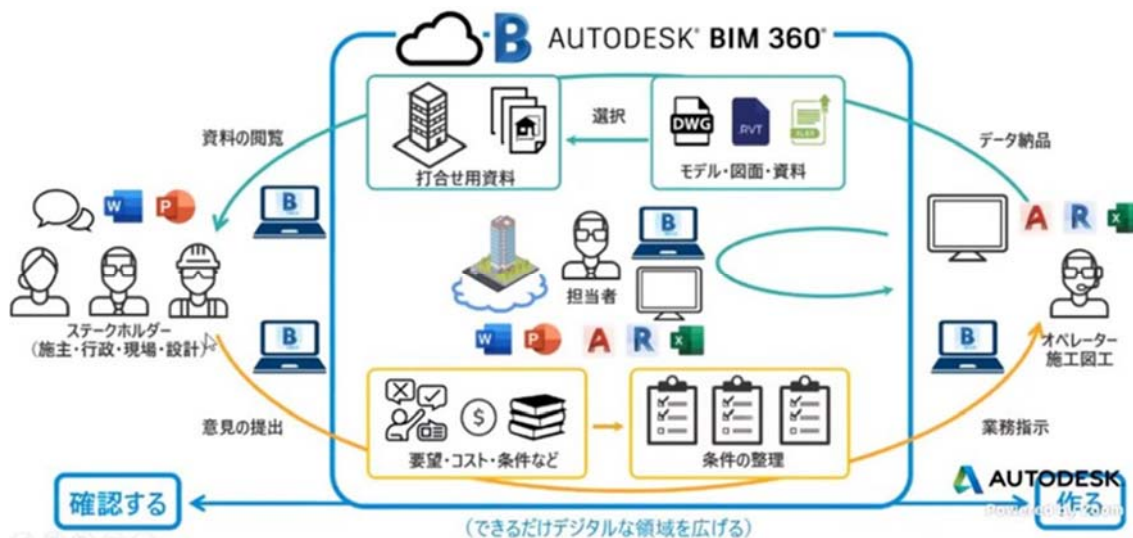 B AUTODESK® BIM 360®
資料の閲覧
選択
データ納品
DWG
.RVT
打合せ用資料
モデル・図面・資料
W P
B
A R X
B
担当者
ステークホルダー
(施主・行政・現場・設計)
W P A R X
B
B
オペレーター
施工図工
意見の提出
業務指示
$
要望・コスト・条件など
条件の整理
AUTODESK
確認する
作る
Powered by Zoom
(できるだけデジタルな領域を広げる)